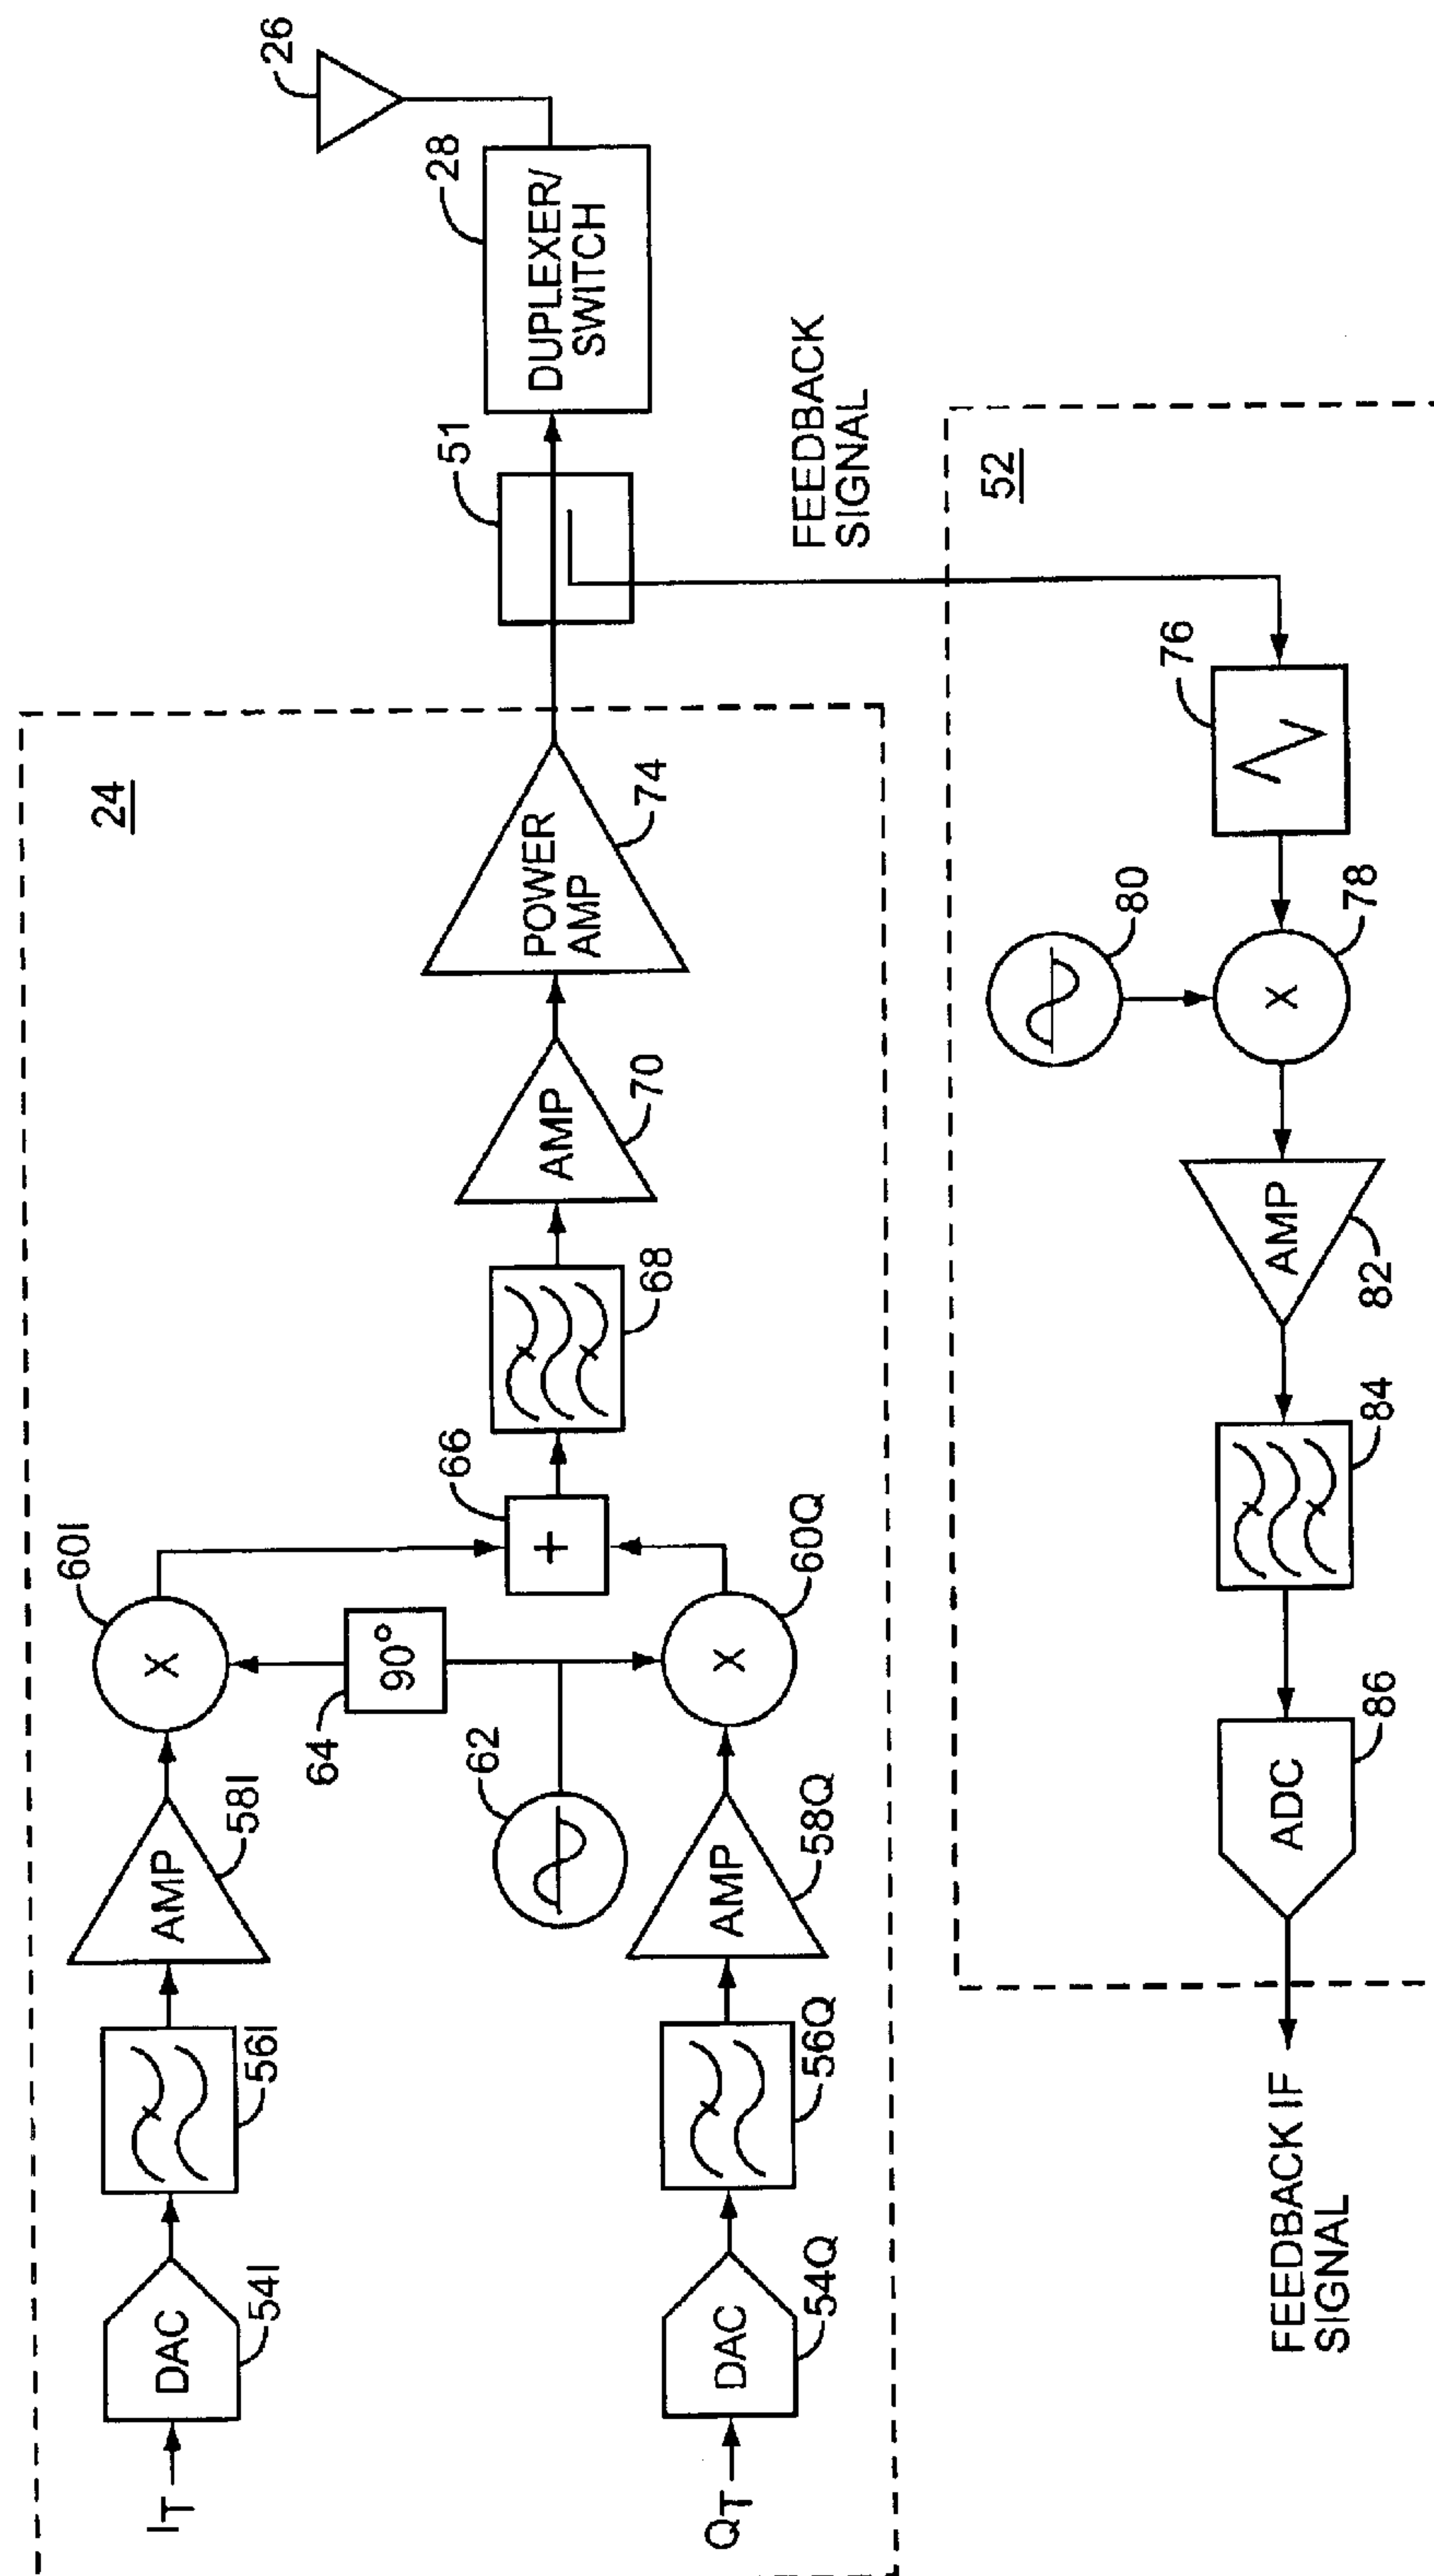 26
28
DUPLEXER/
SWITCH
51
FEEDBACK
SIGNAL
24
POWER
AMP
74
AMP
70
68
66
+
60I
X
60Q
X
64
90°
62
AMP
58I
AMP
58Q
56I
56Q
DAC
54I
DAC
54Q
IT
QT
52
76
80
78
X
AMP
82
84
ADC
86
FEEDBACK IF
SIGNAL